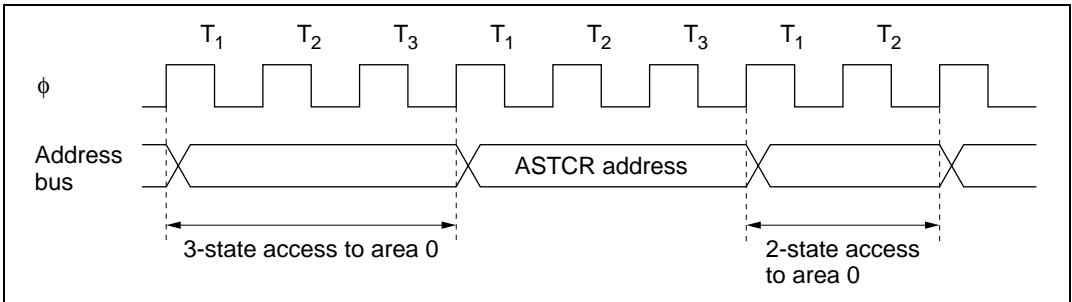 T₁ T₂ T₃ T₁ T₂ T₃ T₁ T₂
ϕ
Address
bus
ASTCR address
3-state access to area 0
2-state access
to area 0